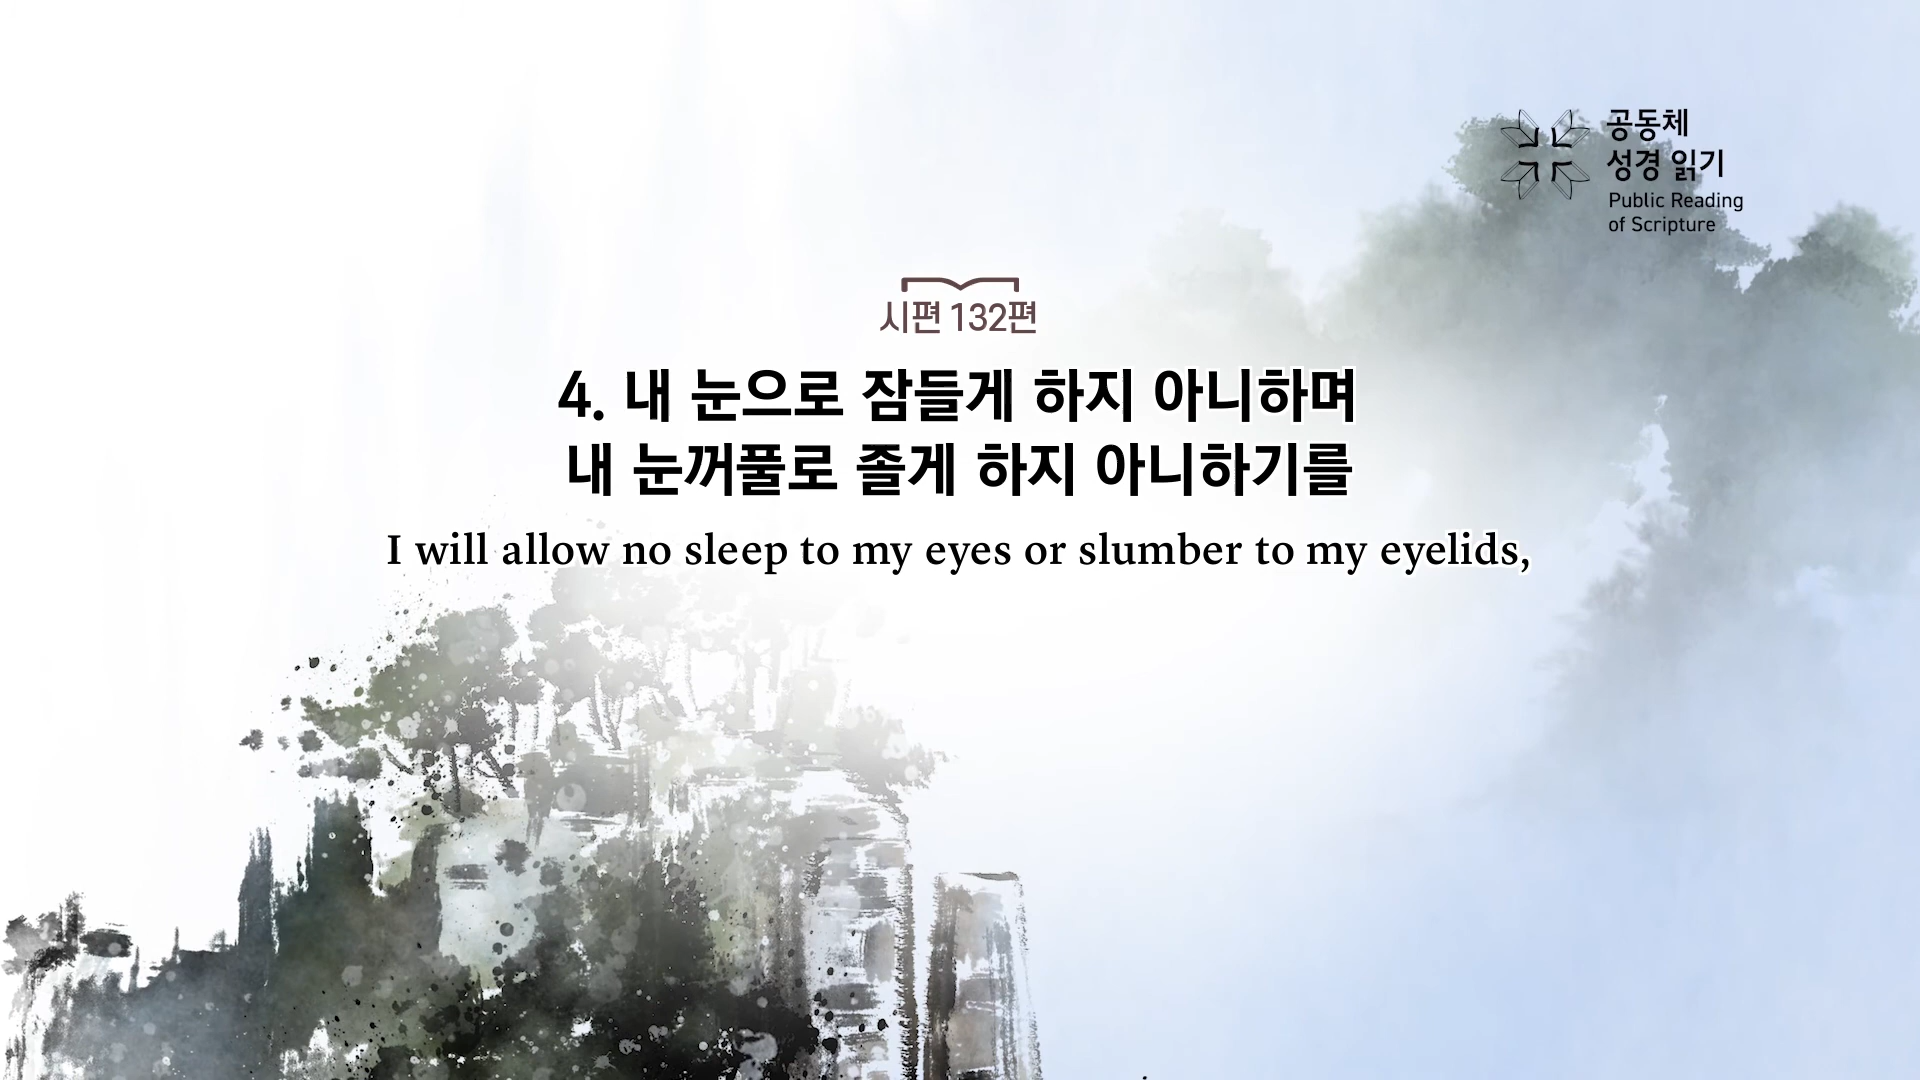 공동체
성경 읽기
Public Reading
of Scripture
시편 132편
4. 내 눈으로 잠들게 하지 아니하며
내 눈꺼풀로 졸게 하지 아니하기를
I will allow no sleep to my eyes or slumber to my eyelids,